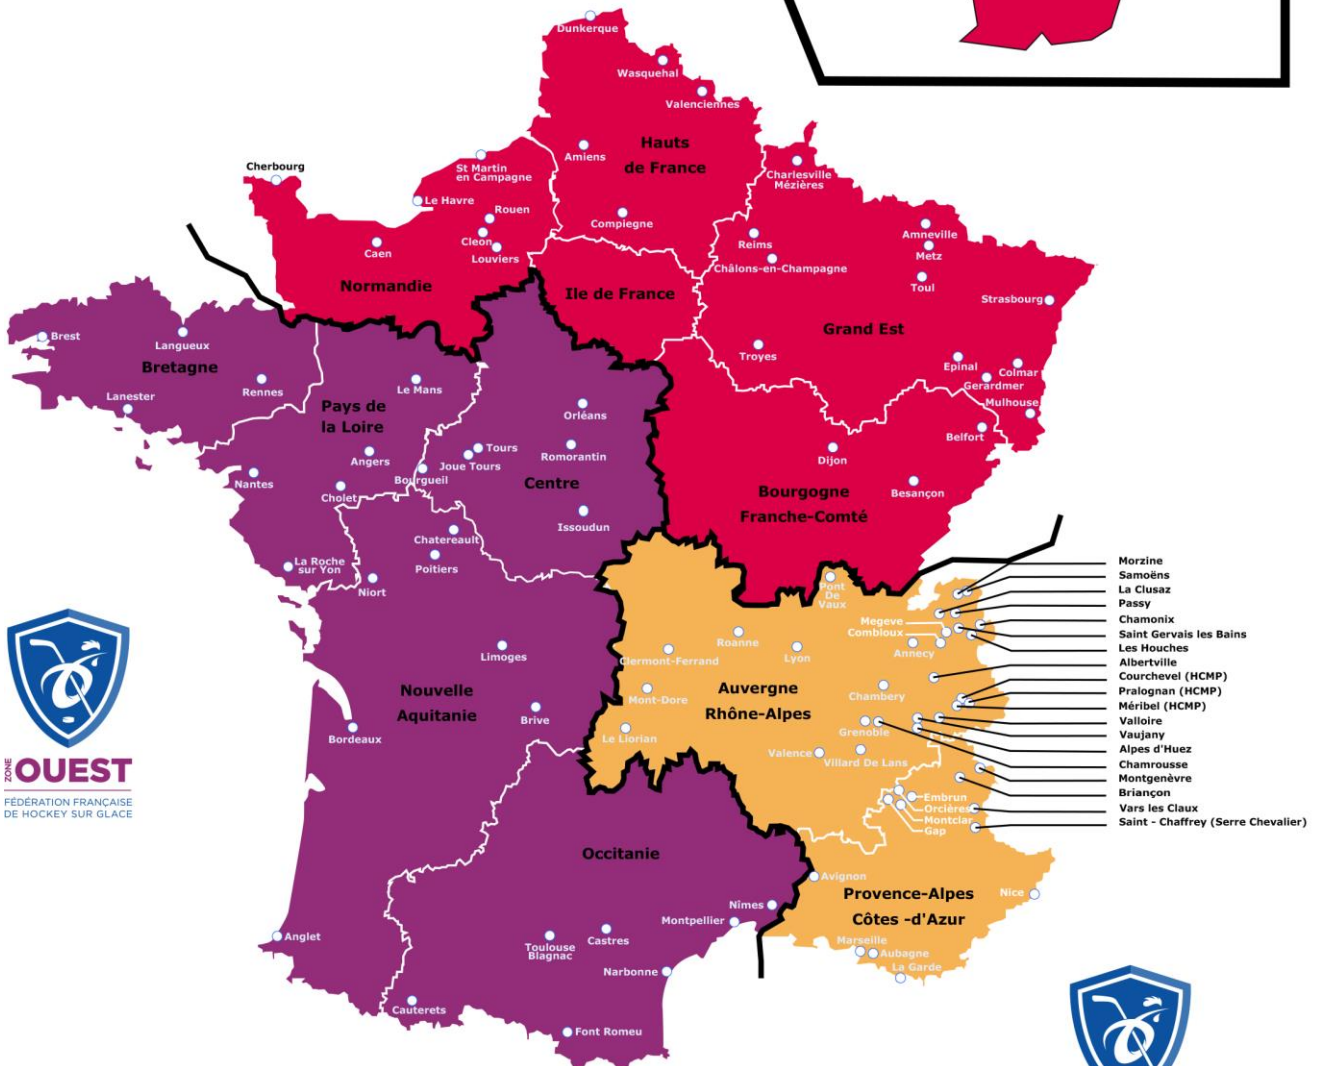 Dunkerque
Wasquehal
Valenciennes
Hauts
de France
Amiens
Compiegne
Cherbourg
St Martin
en Campagne
Le Havre
Rouen
Cleon
Louviers
Caen
Normandie
Ile de France
Charlesville
Mézières
Reims
Châlons-en-Champagne
Amneville
Metz
Toul
Strasbourg
Grand Est
Troyes
Epinal
Colmar
Gerardmer
Mulhouse
Belfort
Dijon
Besançon
Bourgogne
Franche-Comté
Brest
Langueux
Bretagne
Rennes
Lanester
Le Mans
Pays de
la Loire
Angers
Nantes
Cholet
Bourgueil
La Roche
sur Yon
Orléans
Tours
Joue Tours
Romorantin
Centre
Issoudun
Chatereault
Poitiers
Niort
Limoges
Nouvelle
Aquitanie
Brive
Bordeaux
Anglet
Occitanie
Nîmes
Montpellier
Castres
Toulouse
Blagnac
Narbonne
Cauterets
Font Romeu
Pont
De
Vaux
Roanne
Clermont-Ferrand
Lyon
Megeve
Combloux
Annecy
Mont-Dore
Auvergne
Rhône-Alpes
Chambery
Le Liorian
Grenoble
Valence
Villard De Lans
Embrun
Orcières
Montclar
Gap
Avignon
Provence-Alpes
Côtes -d'Azur
Nice
Marseille
Aubagne
La Garde
Morzine
Samoëns
La Clusaz
Passy
Chamonix
Saint Gervais les Bains
Les Houches
Albertville
Courchevel (HCMP)
Pralognan (HCMP)
Méribel (HCMP)
Valloire
Vaujany
Alpes d'Huez
Chamrousse
Montgenèvre
Briançon
Vars les Claux
Saint - Chaffrey (Serre Chevalier)
ZONE
OUEST
FÉDÉRATION FRANÇAISE
DE HOCKEY SUR GLACE